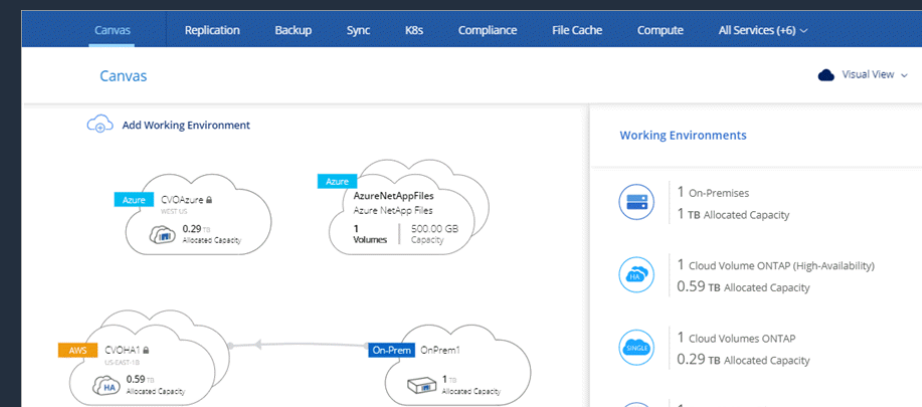 Canvas Replication Backup Sync K8s Compliance File Cache Compute All Services (+6)
Canvas
Visual View
Add Working Environment
Azure
CVOAzure
WEST US
0.29 TB
Allocated Capacity
Azure
AzureNetAppFiles
Azure NetApp Files
1 500.00 GB
Volumes Capacity
AWS
CVOHA1
US-EAST-1B
HA
0.59 TB
Allocated Capacity
On-Prem
OnPrem1
1 TB
Allocated Capacity
Working Environments
1 On-Premises
1 TB Allocated Capacity
HA
1 Cloud Volume ONTAP (High-Availability)
0.59 TB Allocated Capacity
SINGLE
1 Cloud Volumes ONTAP
0.29 TB Allocated Capacity